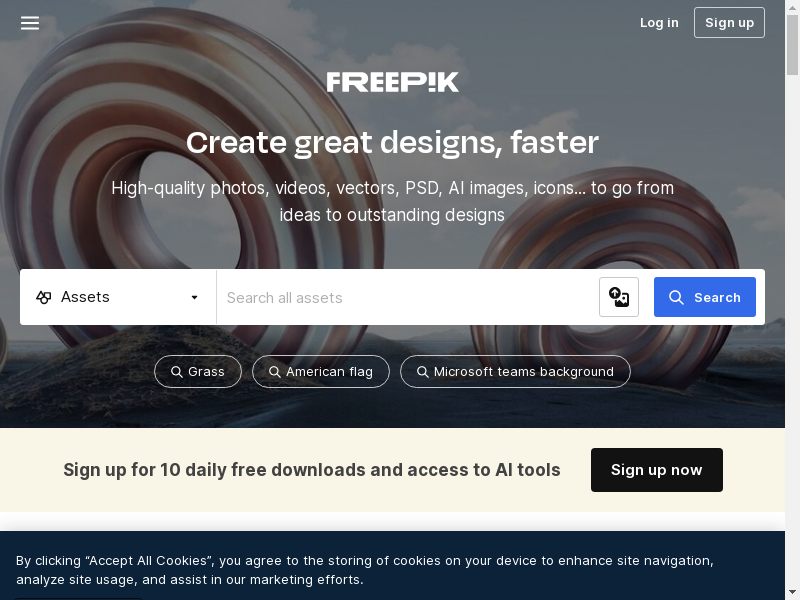 Log in
Sign up
FREEPIK
Create great designs, faster
High-quality photos, videos, vectors, PSD, AI images, icons... to go from
ideas to outstanding designs
Assets
Search all assets
Search
Grass
American flag
Microsoft teams background
Sign up for 10 daily free downloads and access to AI tools
Sign up now
By clicking “Accept All Cookies”, you agree to the storing of cookies on your device to enhance site navigation,
analyze site usage, and assist in our marketing efforts.